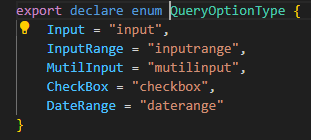 export declare enum QueryOptionType {
    Input = "input",
    InputRange = "inputrange",
    MutilInput = "mutilinput",
    CheckBox = "checkbox",
    DateRange = "daterange"
}